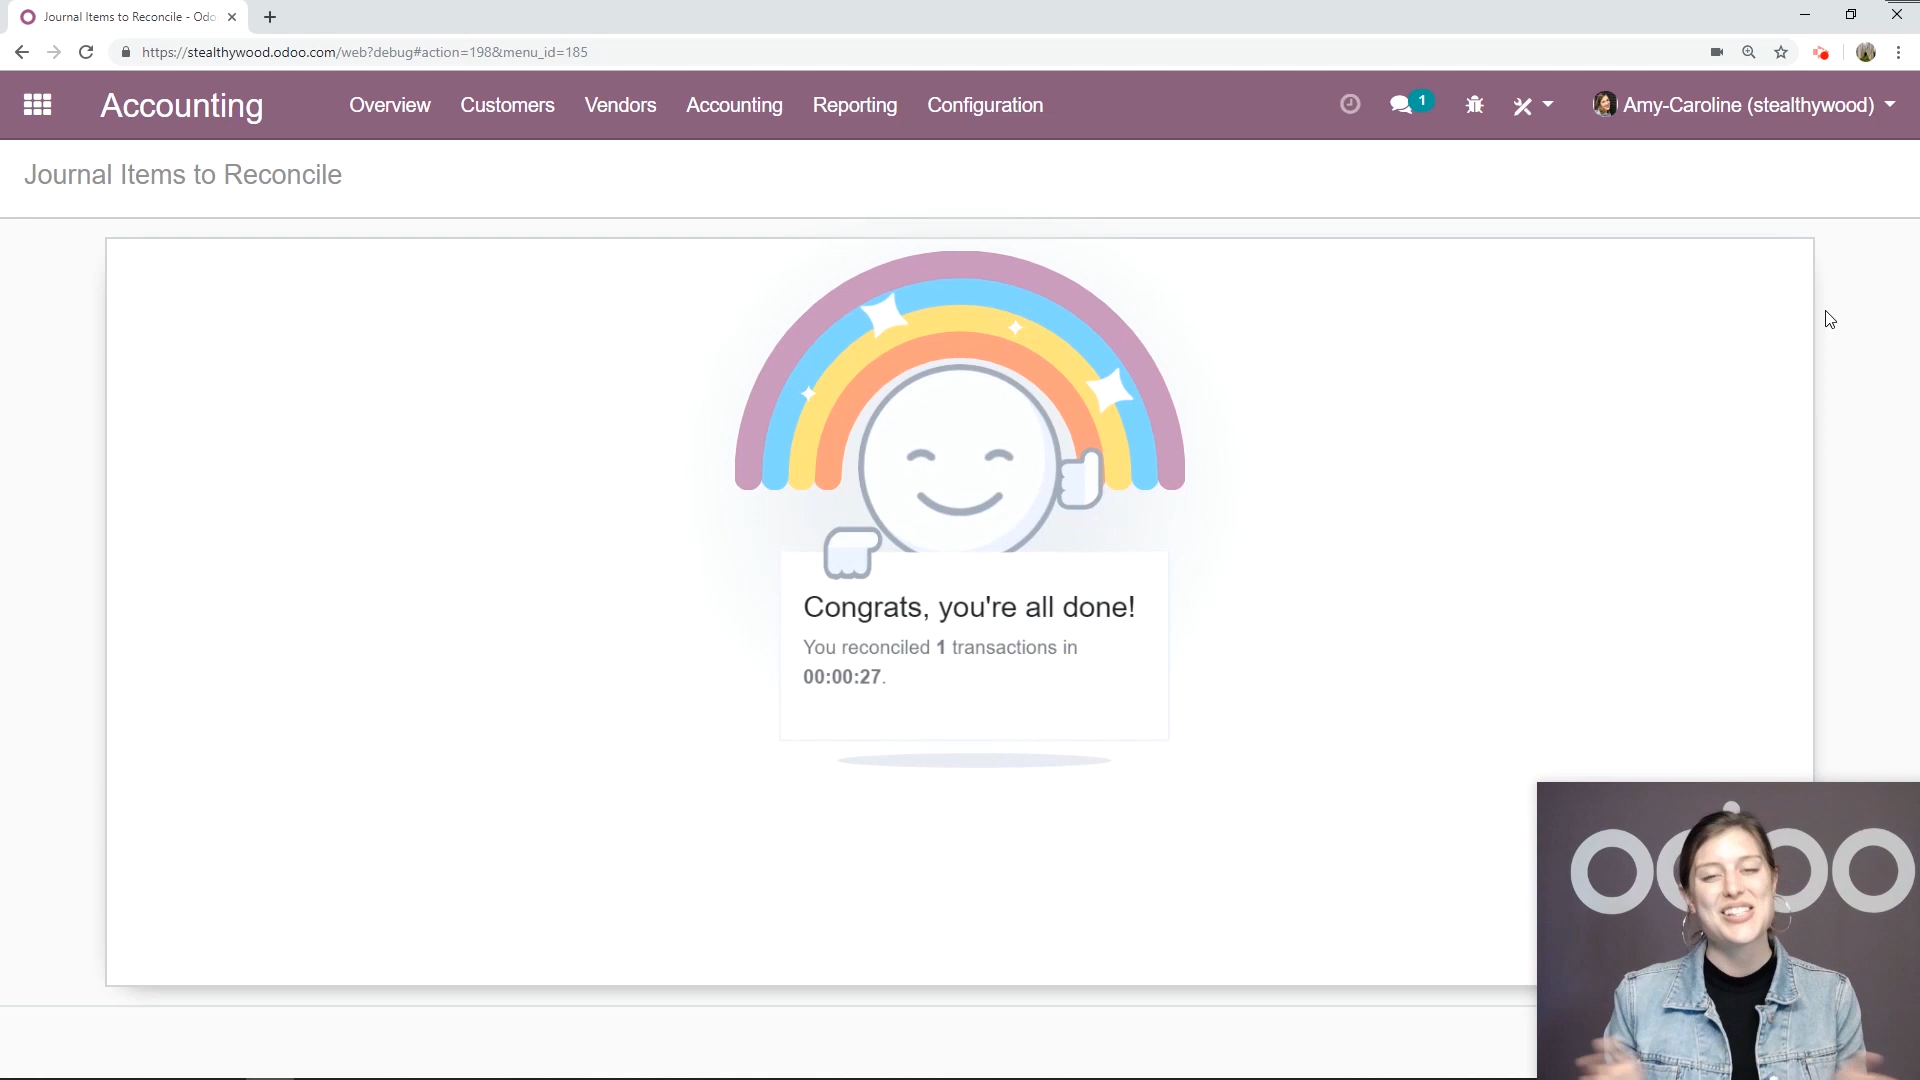 Journal Items to Reconcile - Odo
https://stealthywood.odoo.com/web?debug#action=198&menu_id=185
Accounting
Overview
Customers
Vendors
Accounting
Reporting
Configuration
1
Amy-Caroline (stealthywood)
Journal Items to Reconcile
Congrats, you're all done!
You reconciled 1 transactions in
00:00:27.
odoo